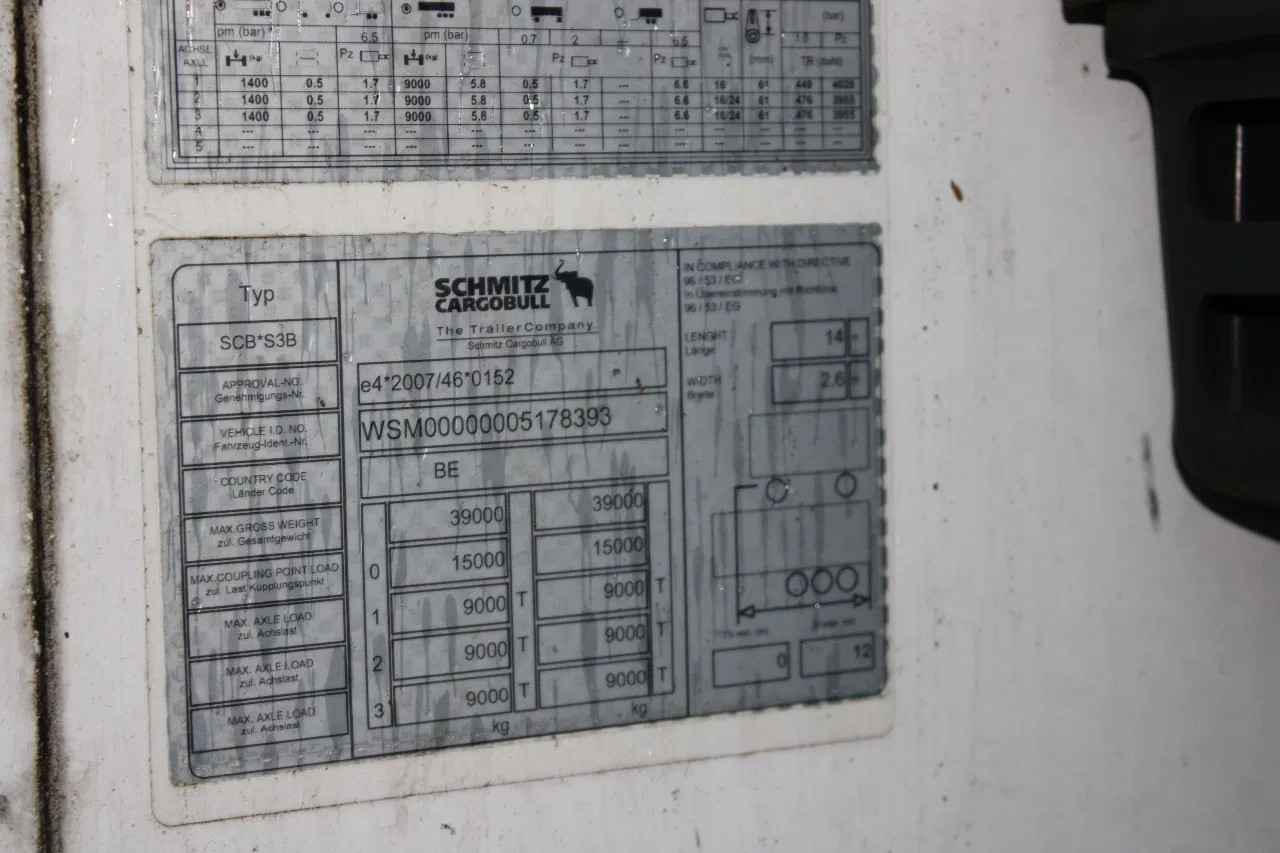 pm (bar)
6.5
pm (bar)
0.7
2
6.5
(bar)
ACHSE
AXLE
(kg)
Pz
Pz
Pz
(mm)
1 1400 0.5 1.7 9000 5.8 0.5 1.7 --- 6.6 16 61
2 1400 0.5 1.7 9000 5.8 0.5 1.7 --- 6.6 16/24 61 476
3 1400 0.5 1.7 9000 5.8 0.5 1.7 --- 6.6 16/24 61 476
4 --- --- --- --- --- --- --- --- --- --- --- --- ---
5 --- --- --- --- --- --- --- --- --- --- --- --- ---
Typ
SCB*S3B
SCHMITZ
CARGOBULL
The Trailer Company
Schmitz Cargobull AG
APPROVAL-NO.
Genehmigungs-Nr.
e4*2007/46*0152
P
VEHICLE I.D. NO.
Fahrzeug-Ident.-Nr.
WSM00000005178393
COUNTRY CODE
Länder Code
BE
MAX.GROSS WEIGHT
zul. Gesamtgewicht
39000 39000
MAX.COUPLING POINT LOAD
zul. Last Kupplungspunkt
0 15000 15000
MAX. AXLE LOAD
zul. Achslast
1 9000 T 9000 T
MAX. AXLE LOAD
zul. Achslast
2 9000 T 9000 T
MAX. AXLE LOAD
zul. Achslast
3 9000 T 9000 T
kg kg
IN COMPLIANCE WITH DIRECTIVE
96 / 53 / EC
In Übereinstimmung mit Richtlinie
96 / 53 / EG
LENGHT
Länge
14
WIDTH
Breite
2.6
0 12